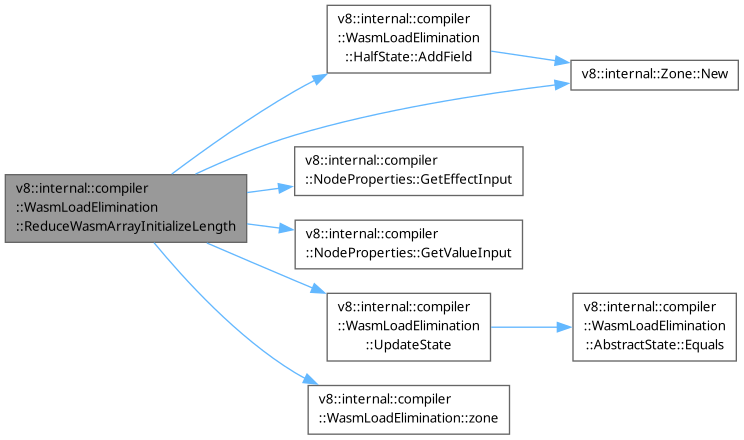 v8::internal::compiler
::WasmLoadElimination
::ReduceWasmArrayInitializeLength
v8::internal::compiler
::WasmLoadElimination
::HalfState::AddField
v8::internal::Zone::New
v8::internal::compiler
::NodeProperties::GetEffectInput
v8::internal::compiler
::NodeProperties::GetValueInput
v8::internal::compiler
::WasmLoadElimination
::UpdateState
v8::internal::compiler
::WasmLoadElimination
::AbstractState::Equals
v8::internal::compiler
::WasmLoadElimination::zone